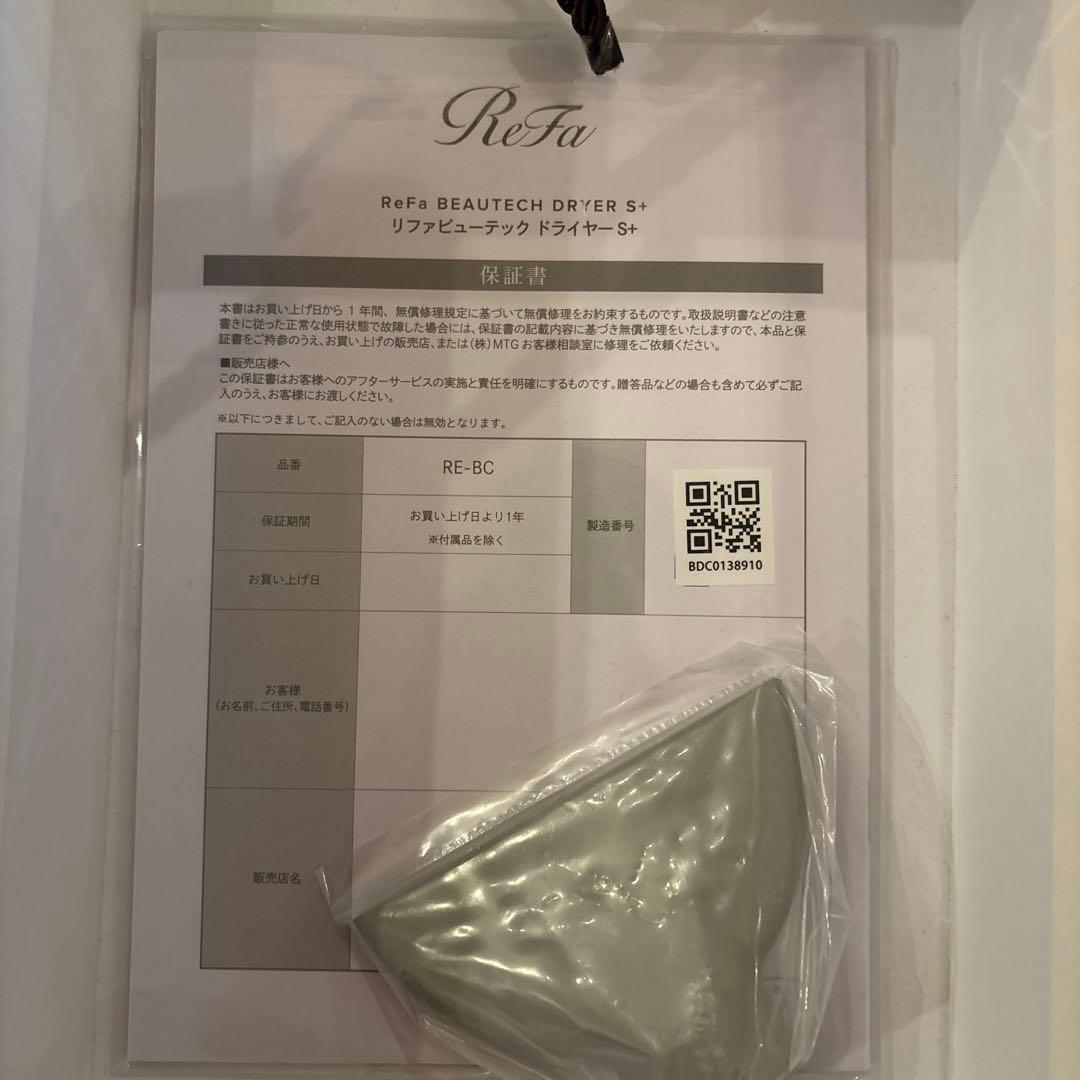 ReFa
ReFa BEAUTECH DRYER S+
リファビューテック ドライヤー S+
保証書
本書はお買い上げ日から 1 年間、無償修理規定に基づいて無償修理をお約束するものです。取扱説明書などの注意
書きに従った正常な使用状態で故障した場合には、保証書の記載内容に基づき無償修理をいたしますので、本品と保
証書をご持参のうえ、お買い上げの販売店、または(株)MTG お客様相談室に修理をご依頼ください。
■販売店様へ
この保証書はお客様へのアフターサービスの実施と責任を明確にするものです。贈答品などの場合も含めて必ずご記
入のうえ、お客様にお渡しください。
※以下につきまして、ご記入のない場合は無効となります。
品番
RE-BC
保証期間
お買い上げ日より1年
※付属品を除く
製造番号
BDC0138910
お買い上げ日
お客様
(お名前、ご住所、電話番号)
販売店名